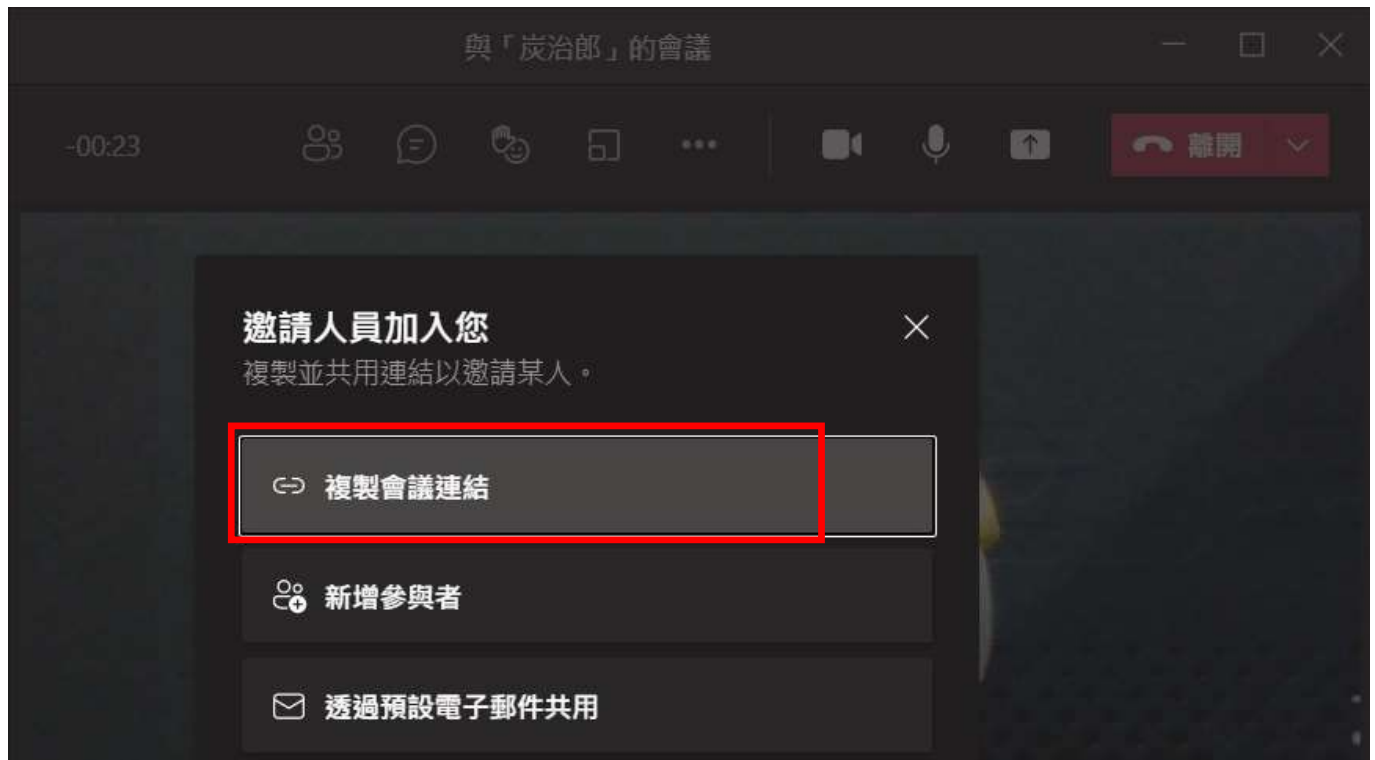 與「炭治郎」的會議
-00:23
離開
邀請人員加入您
複製並共用連結以邀請某人。
複製會議連結
新增參與者
透過預設電子郵件共用